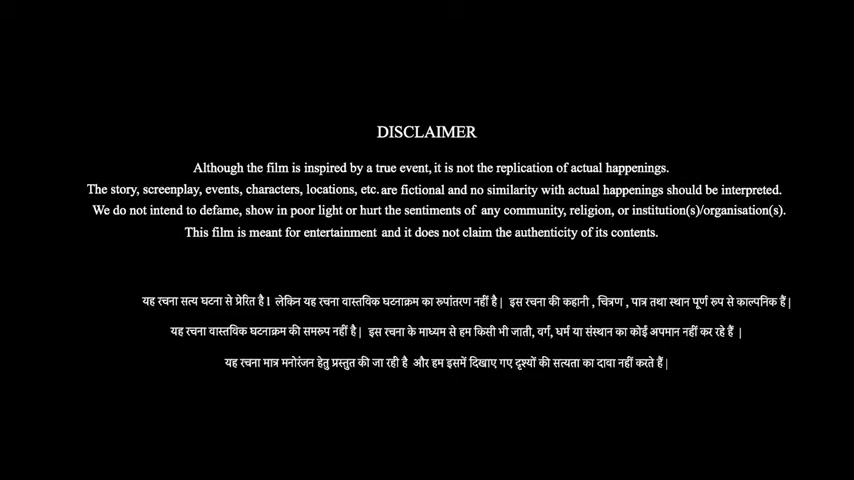 DISCLAIMER
Although the film is inspired by a true event, it is not the replication of actual happenings.
The story, screenplay, events, characters, locations, etc. are fictional and no similarity with actual happenings should be interpreted.
We do not intend to defame, show in poor light or hurt the sentiments of any community, religion, or institution(s)/organisation(s).
This film is meant for entertainment and it does not claim the authenticity of its contents.
यह रचना सत्य घटना से प्रेरित है l लेकिन यह रचना वास्तविक घटनाक्रम का रूपांतरण नहीं है | इस रचना की कहानी , चित्रण , पात्र तथा स्थान पूर्ण रुप से काल्पनिक हैं |
यह रचना वास्तविक घटनाक्रम की समरूप नहीं है | इस रचना के माध्यम से हम किसी भी जाती, वर्ग, धर्म या संस्थान का कोई अपमान नहीं कर रहे हैं |
यह रचना मात्र मनोरंजन हेतु प्रस्तुत की जा रही है और हम इसमें दिखाए गए दृश्यों की सत्यता का दावा नहीं करते हैं |